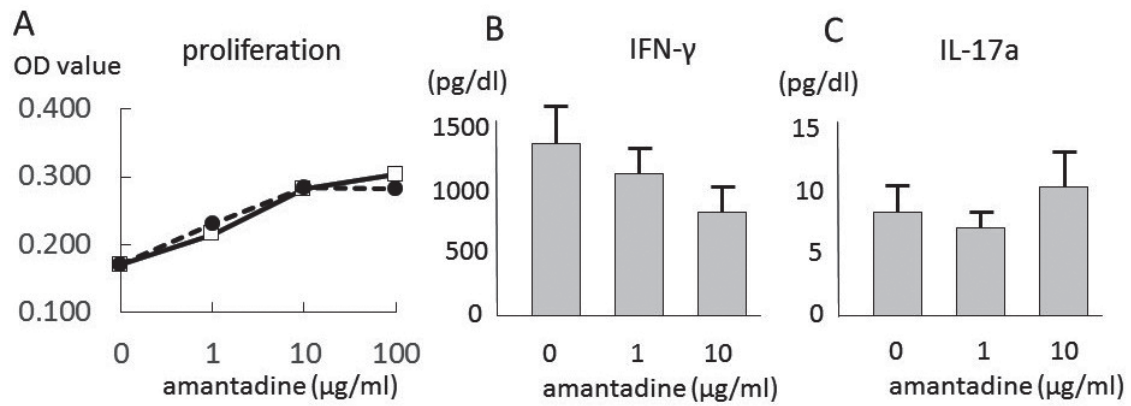 A
proliferation
OD value
0.400
0.300
0.200
0.100
0 1 10 100
amantadine (µg/ml)
B
IFN-γ
(pg/dl)
1500
1000
500
0
0 1 10
amantadine (µg/ml)
C
IL-17a
(pg/dl)
15
10
5
0
0 1 10
amantadine (µg/ml)